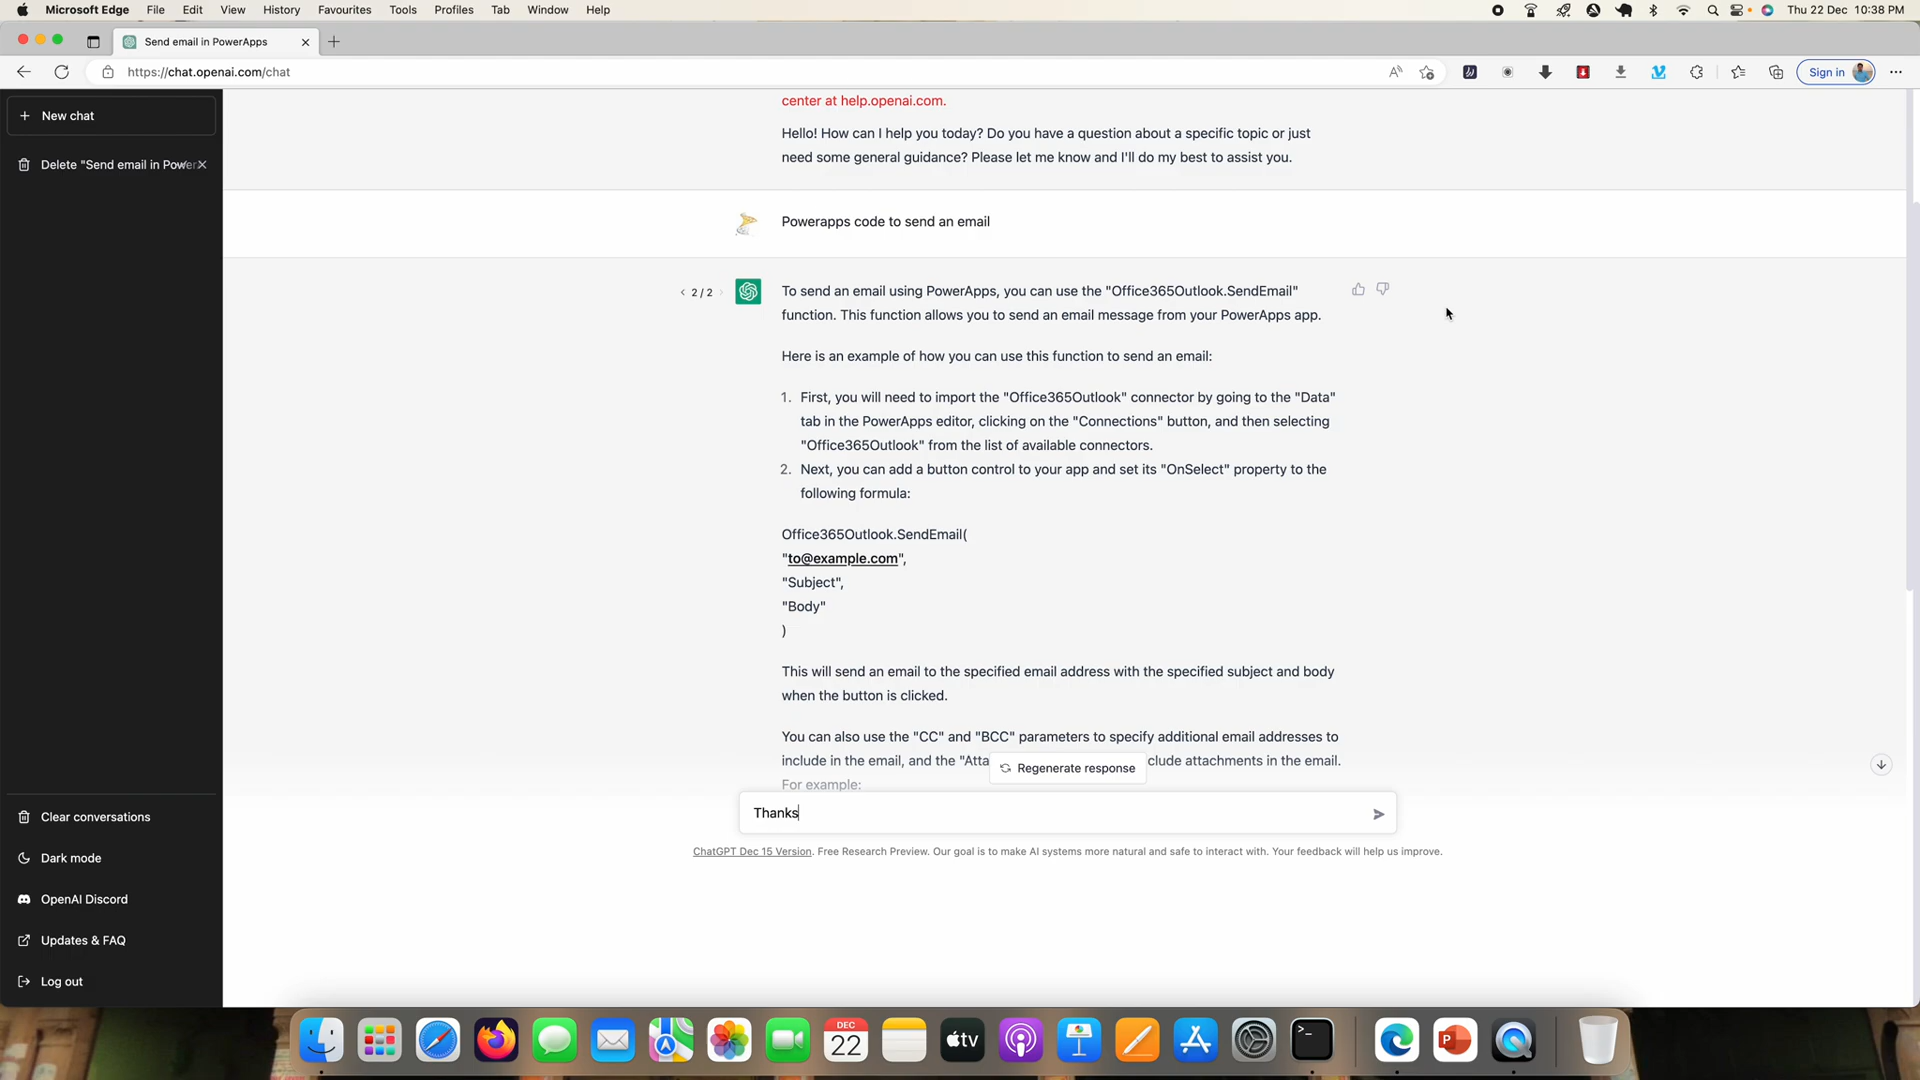 Microsoft Edge File Edit View History Favourites Tools Profiles Tab Window Help Thu 22 Dec 10:38 PM
Send email in PowerApps
https://chat.openai.com/chat
Sign in
New chat
Delete "Send email in Power
center at help.openai.com.
Hello! How can I help you today? Do you have a question about a specific topic or just
need some general guidance? Please let me know and I'll do my best to assist you.
Powerapps code to send an email
2 / 2
To send an email using PowerApps, you can use the "Office365Outlook.SendEmail"
function. This function allows you to send an email message from your PowerApps app.
Here is an example of how you can use this function to send an email:
1. First, you will need to import the "Office365Outlook" connector by going to the "Data"
tab in the PowerApps editor, clicking on the "Connections" button, and then selecting
"Office365Outlook" from the list of available connectors.
2. Next, you can add a button control to your app and set its "OnSelect" property to the
following formula:
Office365Outlook.SendEmail(
"to@example.com",
"Subject",
"Body"
)
This will send an email to the specified email address with the specified subject and body
when the button is clicked.
You can also use the "CC" and "BCC" parameters to specify additional email addresses to
include in the email, and the "Atta clude attachments in the email.
For example:
Regenerate response
Thanks
ChatGPT Dec 15 Version. Free Research Preview. Our goal is to make AI systems more natural and safe to interact with. Your feedback will help us improve.
Clear conversations
Dark mode
OpenAI Discord
Updates & FAQ
Log out
DEC
22
tv